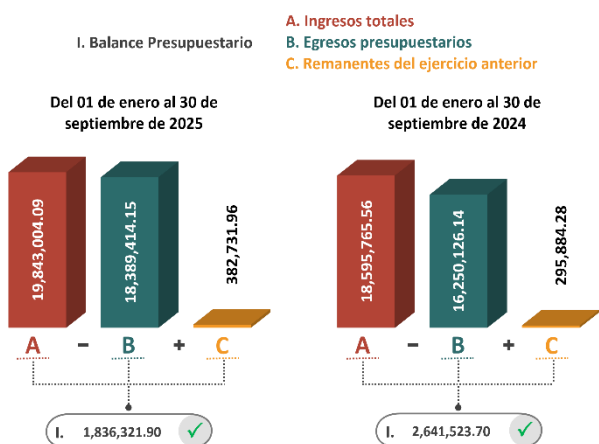 A. Ingresos totales
I. Balance Presupuestario
B. Egresos presupuestarios
C. Remanentes del ejercicio anterior
Del 01 de enero al 30 de
septiembre de 2025
19,843,004.09
18,389,414.15
382,731.96
A - B + C
I. 1,836,321.90 ✓
Del 01 de enero al 30 de
septiembre de 2024
18,595,765.56
16,250,126.14
295,884.28
A - B + C
I. 2,641,523.70 ✓